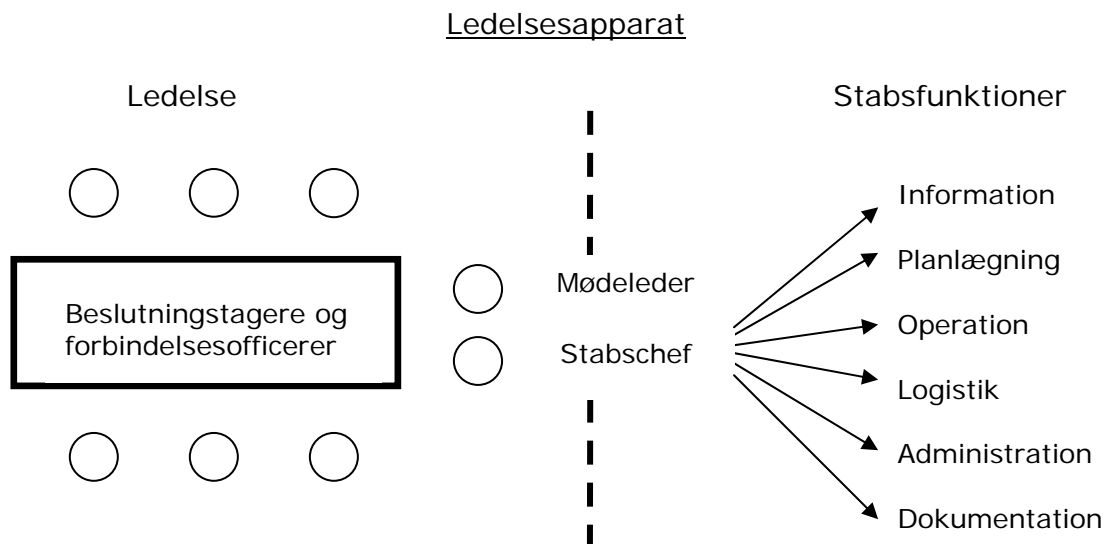 Ledelsesapparat
Ledelse
Stabsfunktioner
Information
Planlægning
Mødeleder
Beslutningstagere og
forbindelsesofficerer
Operation
Stabschef
Logistik
Administration
Dokumentation